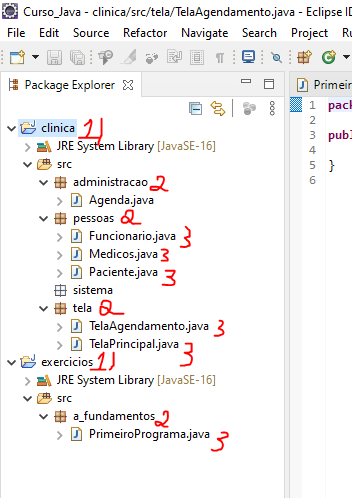 Curso_Java - clinica/src/tela/TelaAgendamento.java - Eclipse ID
File Edit Source Refactor Navigate Search Project Ru
Package Explorer
clinica 1)
JRE System Library [JavaSE-16]
src
administracao 2
Agenda.java
pessoas 2
Funcionario.java 3
Medicos.java 3
Paciente.java 3
sistema
tela 2
TelaAgendamento.java 3
TelaPrincipal.java 3
exercicios 1)
JRE System Library [JavaSE-16]
src
a_fundamentos 2
PrimeiroPrograma.java 3
Primeir
1 pack
2
3 publ
4
5 }
6